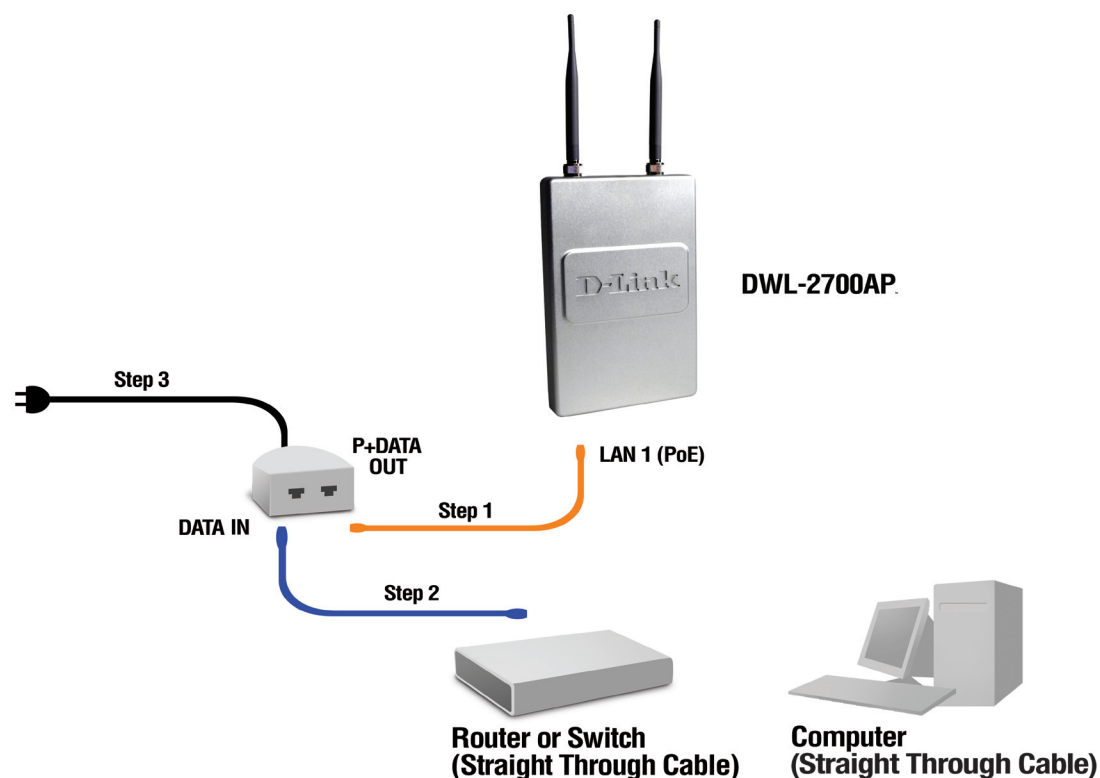 D-Link
DWL-2700AP
Step 3
P+DATA
OUT
LAN 1 (PoE)
Step 1
DATA IN
Step 2
Router or Switch
(Straight Through Cable)
Computer
(Straight Through Cable)